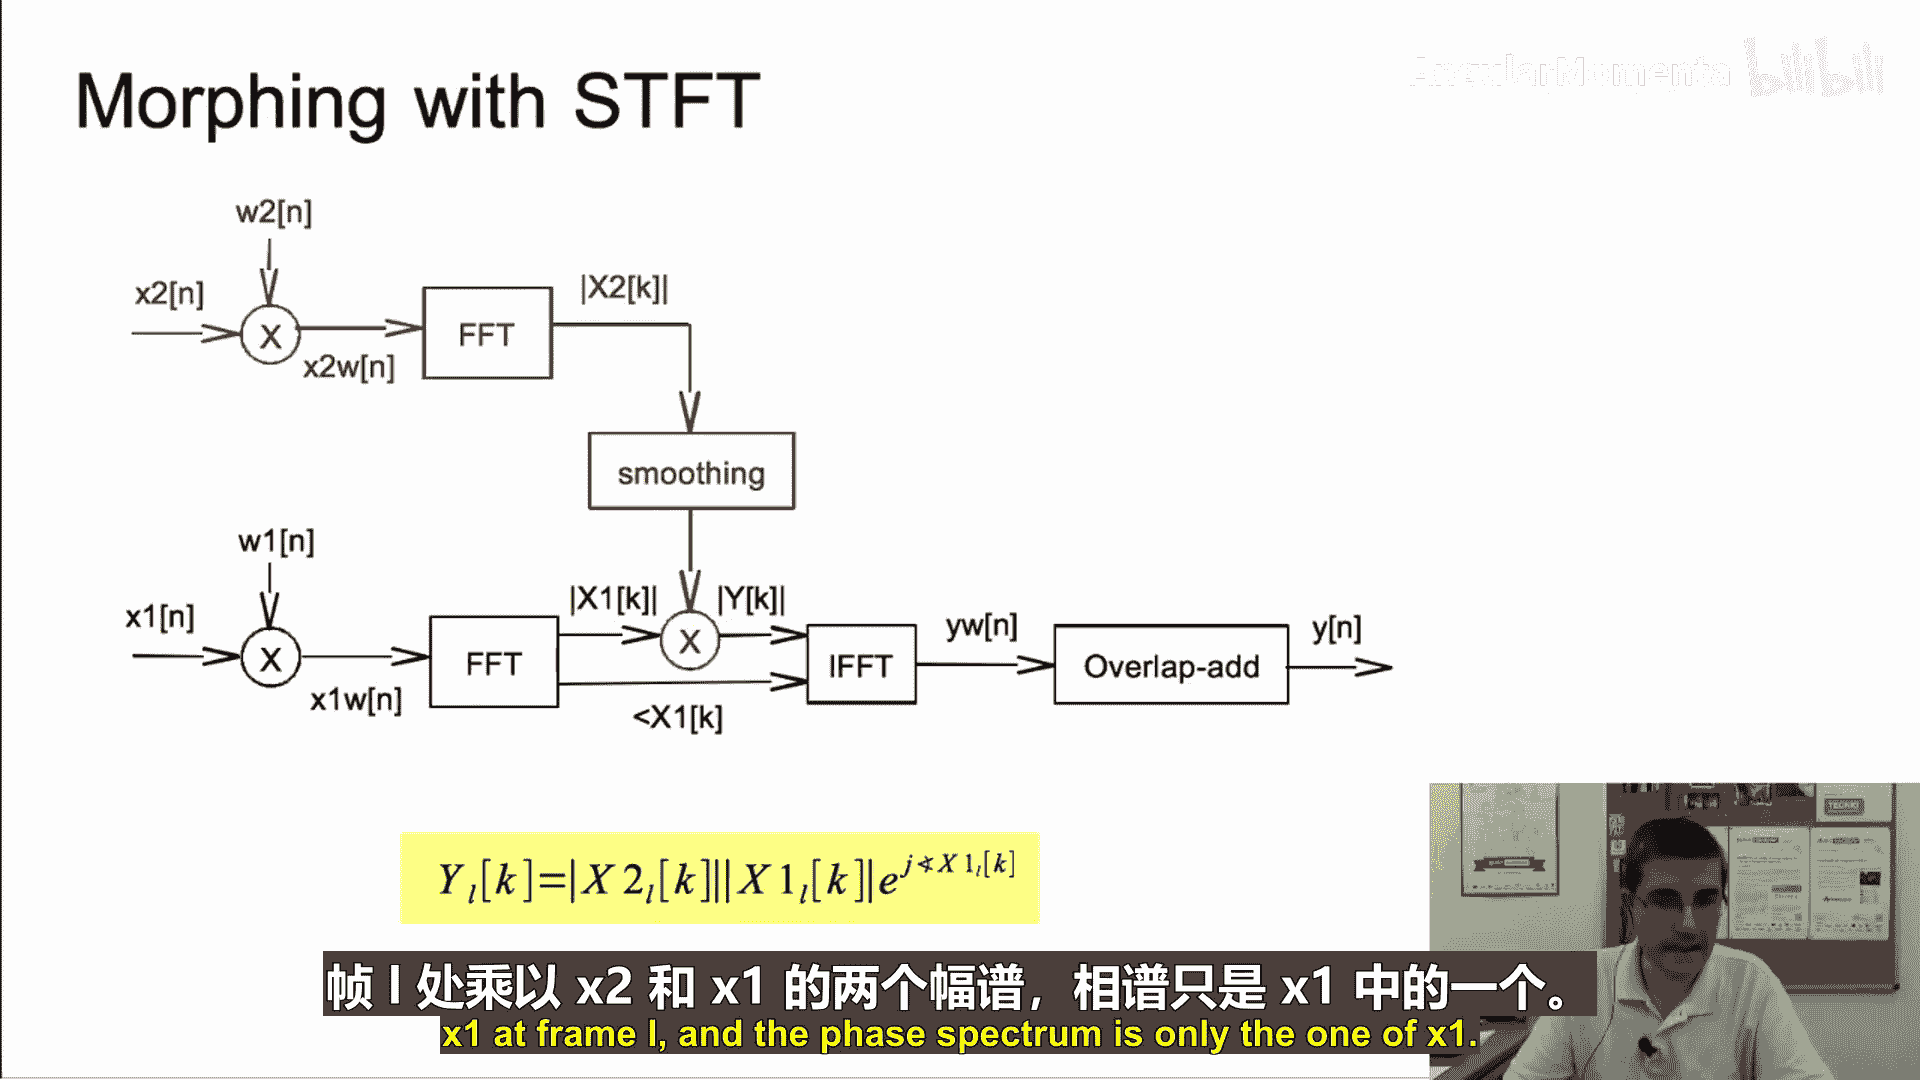 Morphing with STFT
AngularMomenta bilibili
w2[n]
x2[n]
X
x2w[n]
FFT
|X2[k]|
smoothing
w1[n]
x1[n]
X
x1w[n]
FFT
|X1[k]|
X
|Y[k]|
<X1[k]
IFFT
yw[n]
Overlap-add
y[n]
Y_l[k]=|X2_l[k]||X1_l[k]|e^{j∢X1_l[k]}
TECNIO
帧 l 处乘以 x2 和 x1 的两个幅谱，相谱只是 x1 中的一个。
x1 at frame l, and the phase spectrum is only the one of x1.